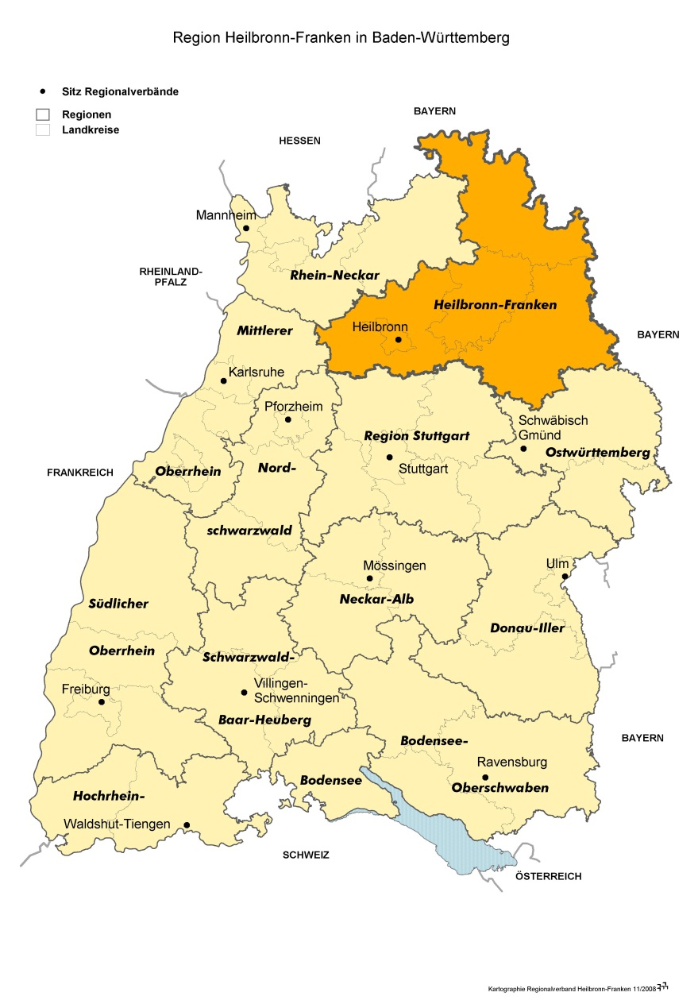 Region Heilbronn-Franken in Baden-Württemberg
Sitz Regionalverbände
Regionen
Landkreise
BAYERN
HESSEN
Mannheim
RHEINLAND-
PFALZ
Rhein-Neckar
Heilbronn-Franken
Heilbronn
Mittlerer
BAYERN
Karlsruhe
Pforzheim
Schwäbisch
Gmünd
Region Stuttgart
Ostwürttemberg
FRANKREICH
Oberrhein
Nord-
Stuttgart
schwarzwald
Mössingen
Ulm
Neckar-Alb
Südlicher
Donau-Iller
Oberrhein
Schwarzwald-
Freiburg
Villingen-
Schwenningen
Baar-Heuberg
BAYERN
Bodensee-
Ravensburg
Oberschwaben
Bodensee
Hochrhein-
Waldshut-Tiengen
SCHWEIZ
ÖSTERREICH
Kartographie Regionalverband Heilbronn-Franken 11/2008